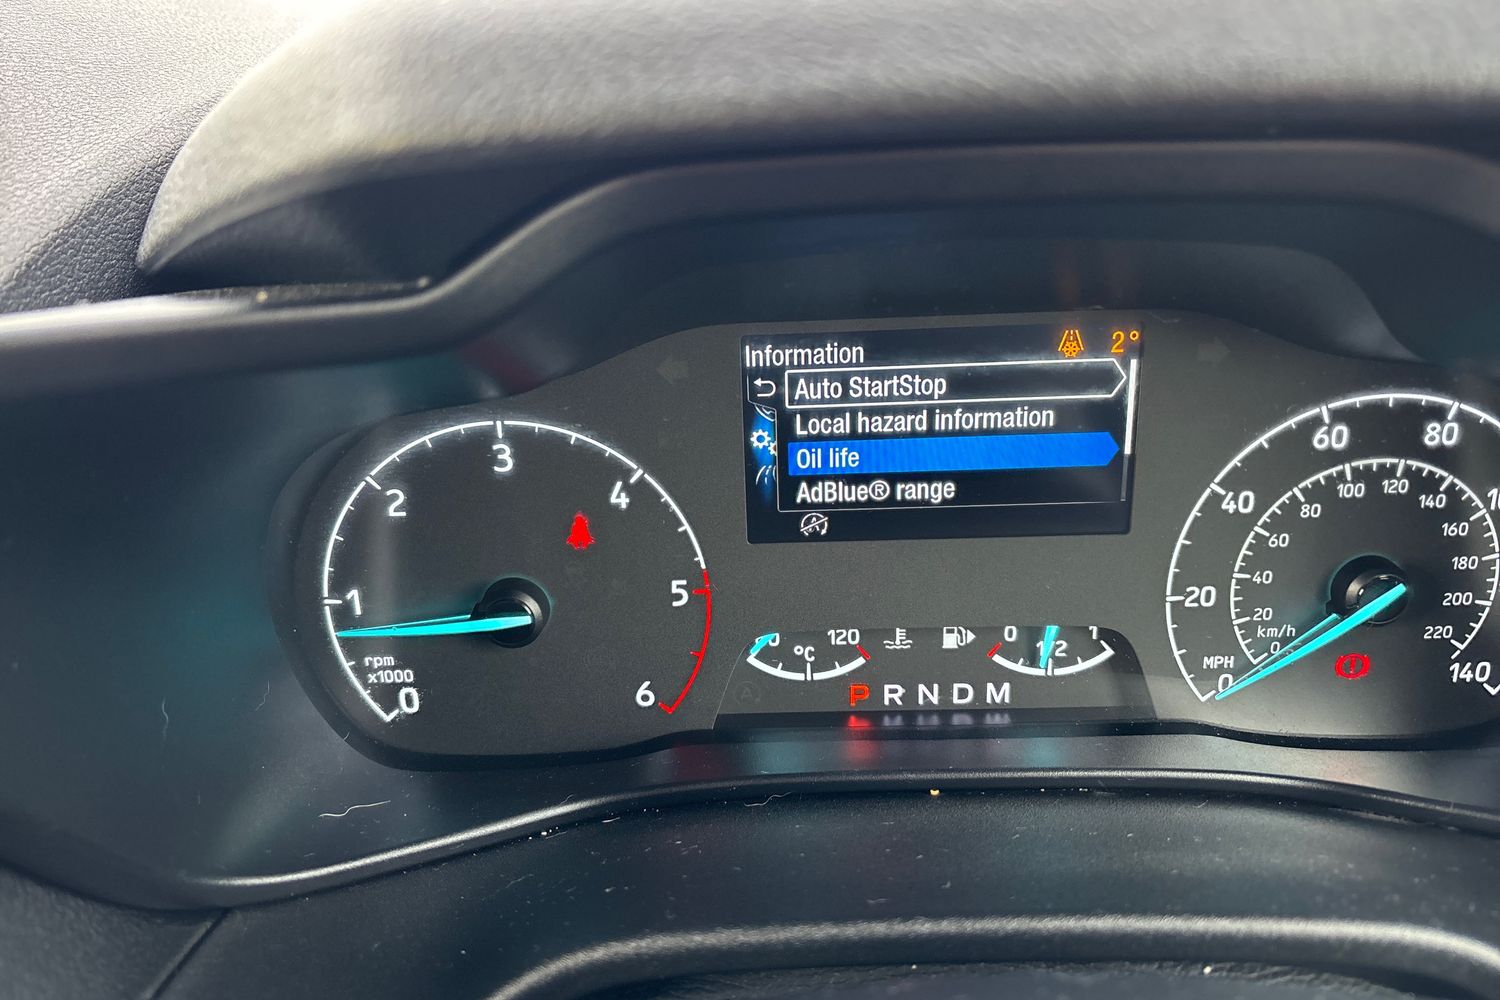 Information
2°
Auto StartStop
Local hazard information
Oil life
AdBlue® range
0
1
2
3
4
5
6
rpm
x1000
120
°C
0
1/2
1
P R N D M
0
20
40
60
80
140
MPH
km/h
0
20
40
60
80
100
120
140
160
180
200
220